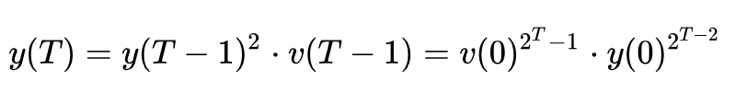 y(T) = y(T − 1)² · v(T − 1) = v(0)^{2^T −1} · y(0)^{2^{T−2}}